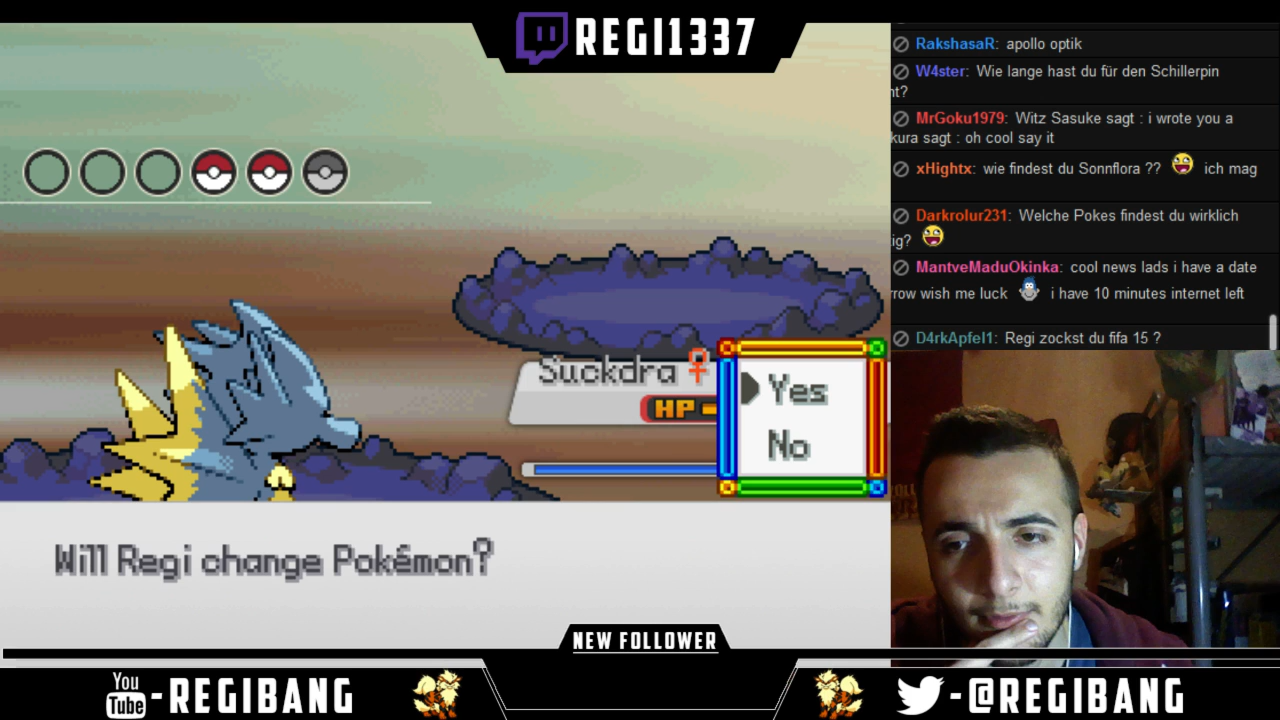 REGI1337
RakshasaR: apollo optik
W4ster: Wie lange hast du für den Schillerpin
nt?
MrGoku1979: Witz Sasuke sagt : i wrote you a
kura sagt : oh cool say it
xHightx: wie findest du Sonnflora ?? ich mag
Darkrolur231: Welche Pokes findest du wirklich
ig?
MantveMaduOkinka: cool news lads i have a date
row wish me luck i have 10 minutes internet left
D4rkApfel1: Regi zockst du fifa 15 ?
Suckdra ♀
HP
Yes
No
Will Regi change Pokémon?
NEW FOLLOWER
You
Tube -REGIBANG
-@REGIBANG